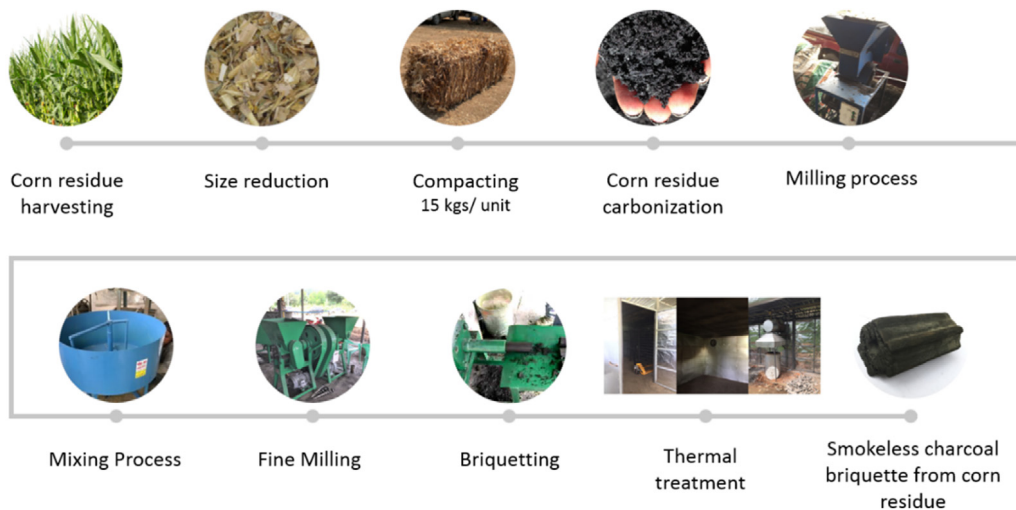 Corn residue
harvesting
Size reduction
Compacting
15 kgs/ unit
Corn residue
carbonization
Milling process
Mixing Process
Fine Milling
Briquetting
Thermal
treatment
Smokeless charcoal
briquette from corn
residue